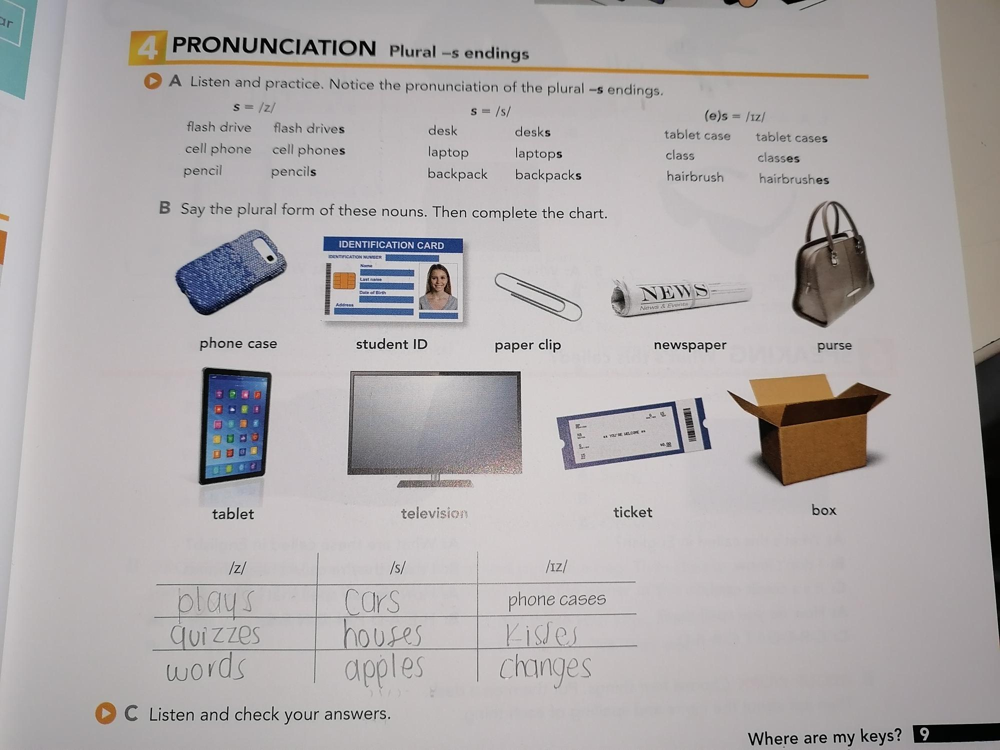 ar
4 PRONUNCIATION Plural –s endings
A Listen and practice. Notice the pronunciation of the plural –s endings.
s = /z/ s = /s/ (e)s = /ɪz/
flash drive flash drives desk desks tablet case tablet cases
cell phone cell phones laptop laptops class classes
pencil pencils backpack backpacks hairbrush hairbrushes
B Say the plural form of these nouns. Then complete the chart.
IDENTIFICATION CARD
IDENTIFICATION NUMBER
Name
Last name
Date of Birth
Address
NEWS
News & Events
phone case student ID paper clip newspaper purse
** YOU'RE WELCOME **
$0.00
tablet television ticket box
/z/ /s/ /ɪz/
plays cars phone cases
quizzes houses kisses
words apples changes
C Listen and check your answers.
Where are my keys? 9